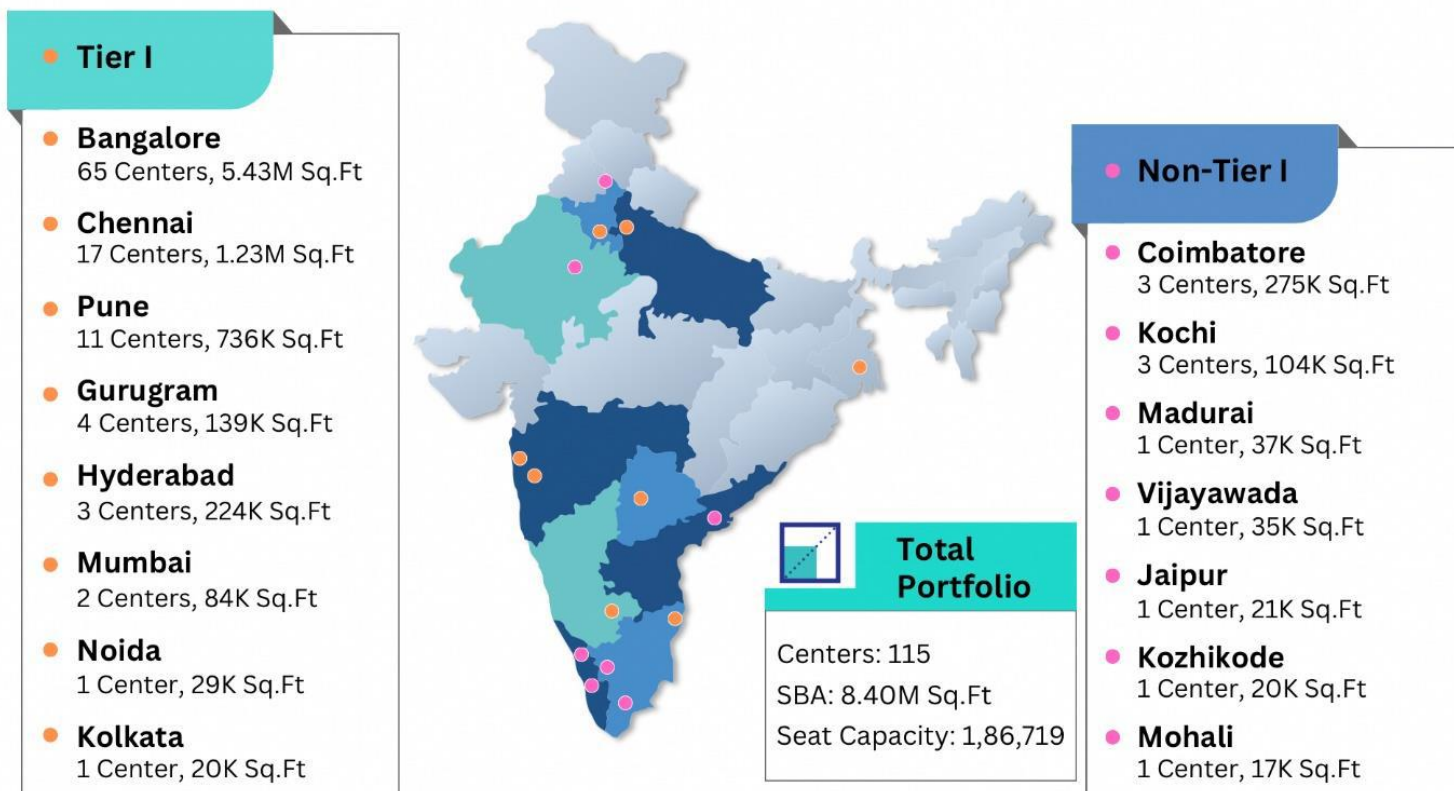 Tier I
Bangalore
65 Centers, 5.43M Sq.Ft
Chennai
17 Centers, 1.23M Sq.Ft
Pune
11 Centers, 736K Sq.Ft
Gurugram
4 Centers, 139K Sq.Ft
Hyderabad
3 Centers, 224K Sq.Ft
Mumbai
2 Centers, 84K Sq.Ft
Noida
1 Center, 29K Sq.Ft
Kolkata
1 Center, 20K Sq.Ft
Total
Portfolio
Centers: 115
SBA: 8.40M Sq.Ft
Seat Capacity: 1,86,719
Non-Tier I
Coimbatore
3 Centers, 275K Sq.Ft
Kochi
3 Centers, 104K Sq.Ft
Madurai
1 Center, 37K Sq.Ft
Vijayawada
1 Center, 35K Sq.Ft
Jaipur
1 Center, 21K Sq.Ft
Kozhikode
1 Center, 20K Sq.Ft
Mohali
1 Center, 17K Sq.Ft